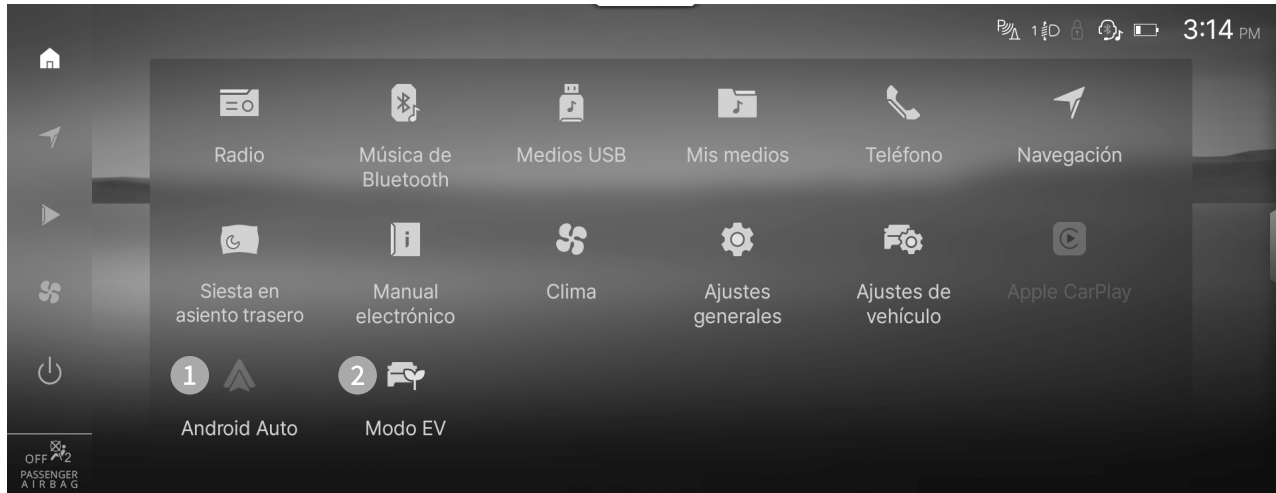 1 3:14 PM
Radio
Música de
Bluetooth
Medios USB
Mis medios
Teléfono
Navegación
Siesta en
asiento trasero
Manual
electrónico
Clima
Ajustes
generales
Ajustes de
vehículo
Apple CarPlay
1
Android Auto
2
Modo EV
OFF 2
PASSENGER
AIRBAG